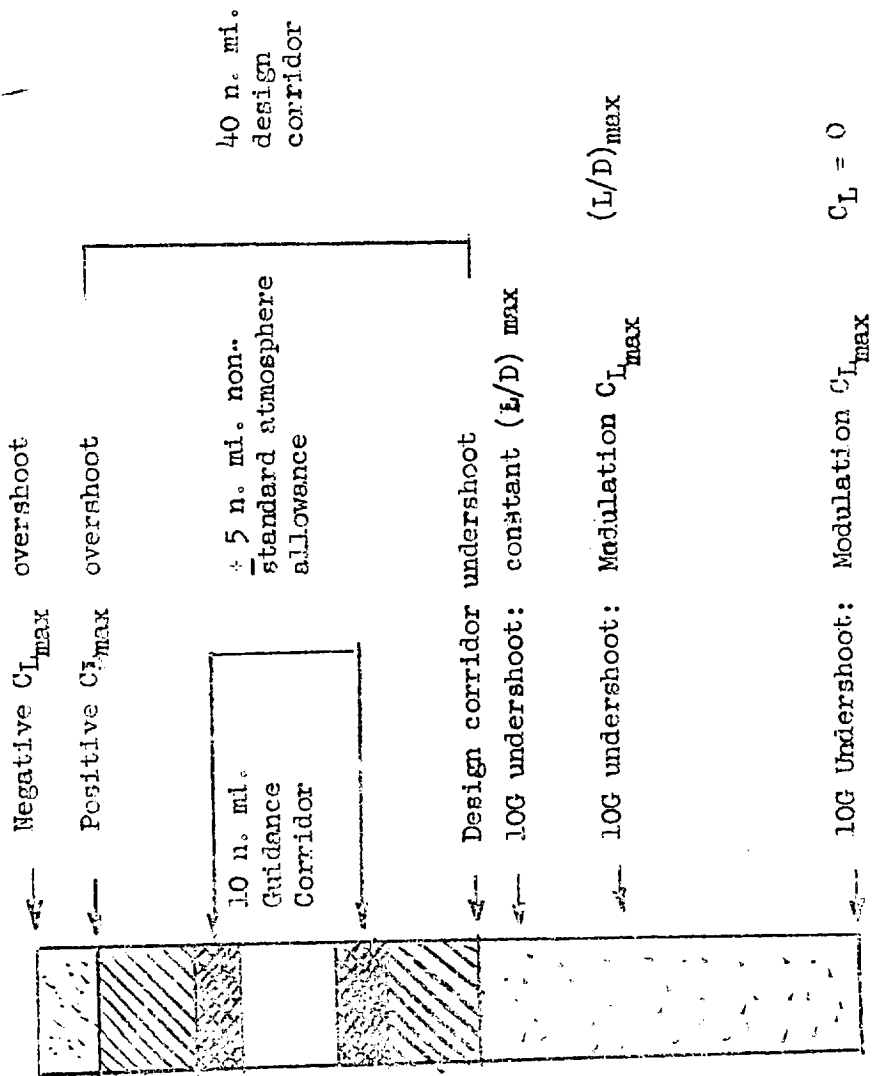 Negative C_Lmax overshoot
Positive C_Lmax overshoot
40 n. mi.
design
corridor
± 5 n. mi. non-
standard atmosphere
allowance
10 n. mi.
Guidance
Corridor
Design corridor undershoot
10G undershoot: constant (L/D) max
10G undershoot: Modulation C_Lmax (L/D)max
10G Undershoot: Modulation C_Lmax C_L = 0